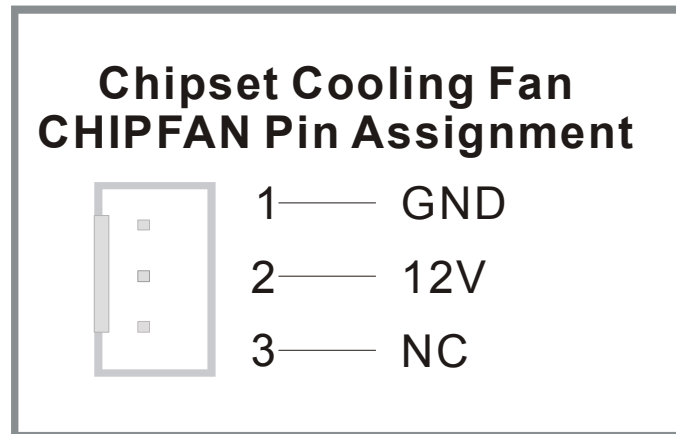 Chipset Cooling Fan
CHIPFAN Pin Assignment
1 GND
2 12V
3 NC